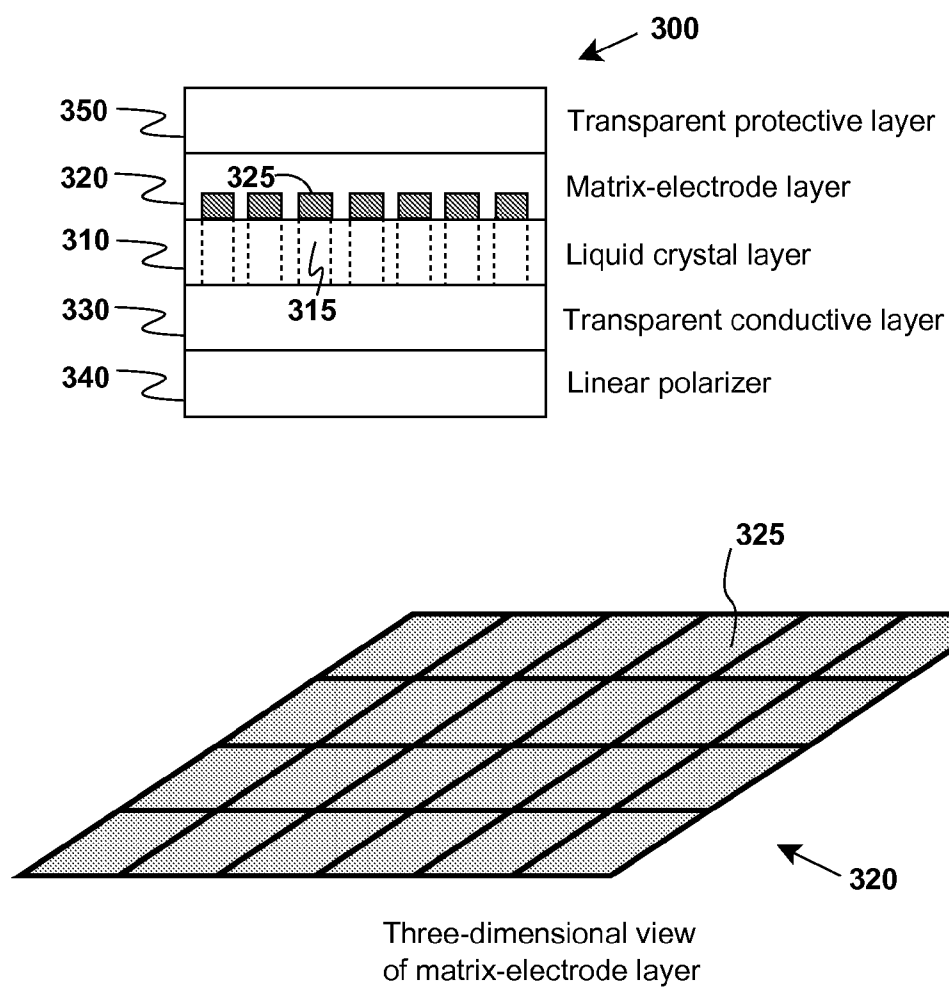 300
350
Transparent protective layer
320
325
Matrix-electrode layer
310
Liquid crystal layer
315
330
Transparent conductive layer
340
Linear polarizer
325
320
Three-dimensional view
of matrix-electrode layer